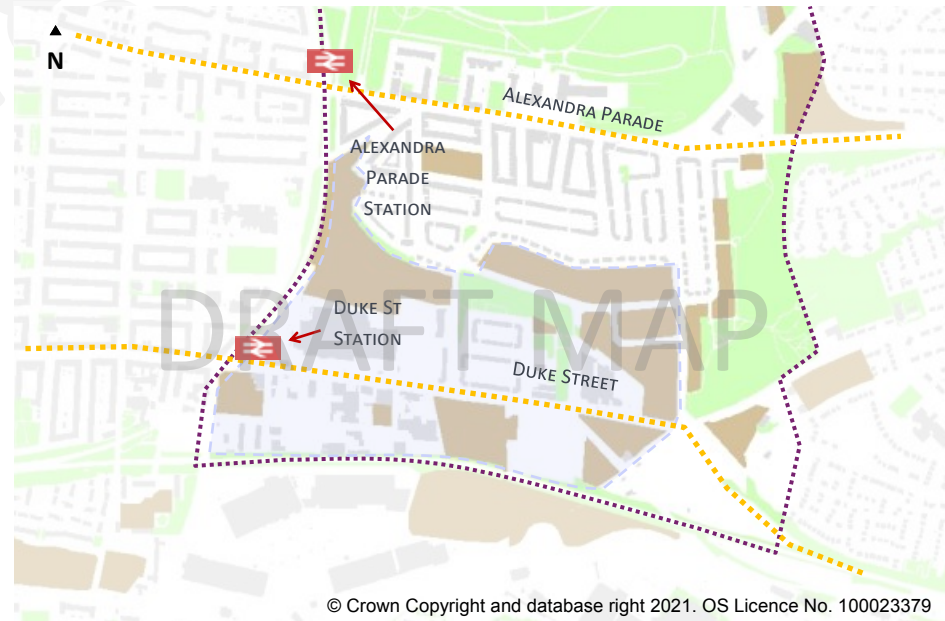 N
ALEXANDRA PARADE
ALEXANDRA
PARADE
STATION
DRAFT MAP
DUKE ST
STATION
DUKE STREET
© Crown Copyright and database right 2021. OS Licence No. 100023379